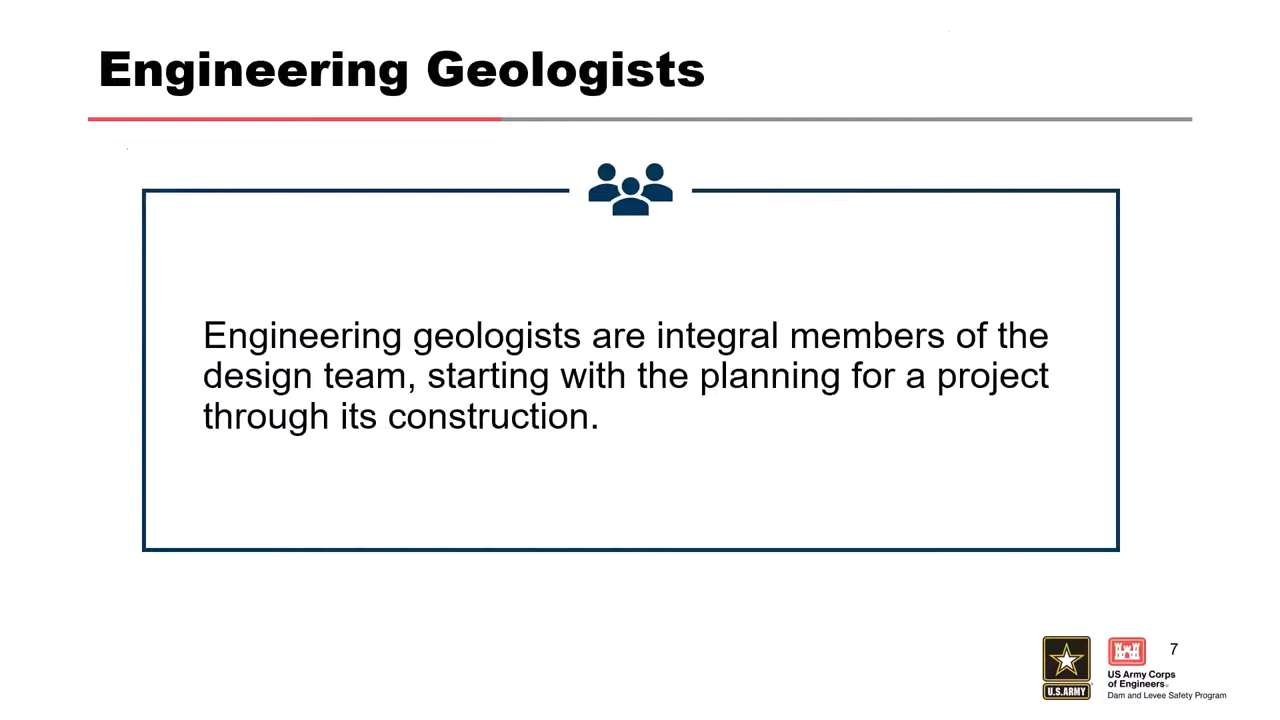 Engineering Geologists
Engineering geologists are integral members of the
design team, starting with the planning for a project
through its construction.
U.S.ARMY
US Army Corps
of Engineers®
Dam and Levee Safety Program
7